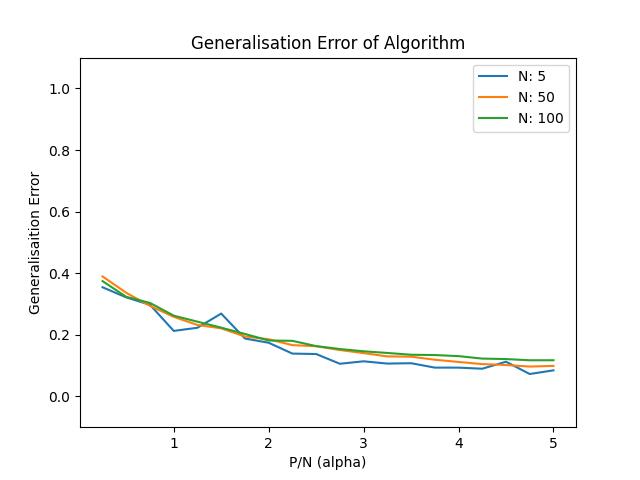 Generalisation Error of Algorithm
Generalisaition Error
1.0
0.8
0.6
0.4
0.2
0.0
N: 5
N: 50
N: 100
1 2 3 4 5
P/N (alpha)